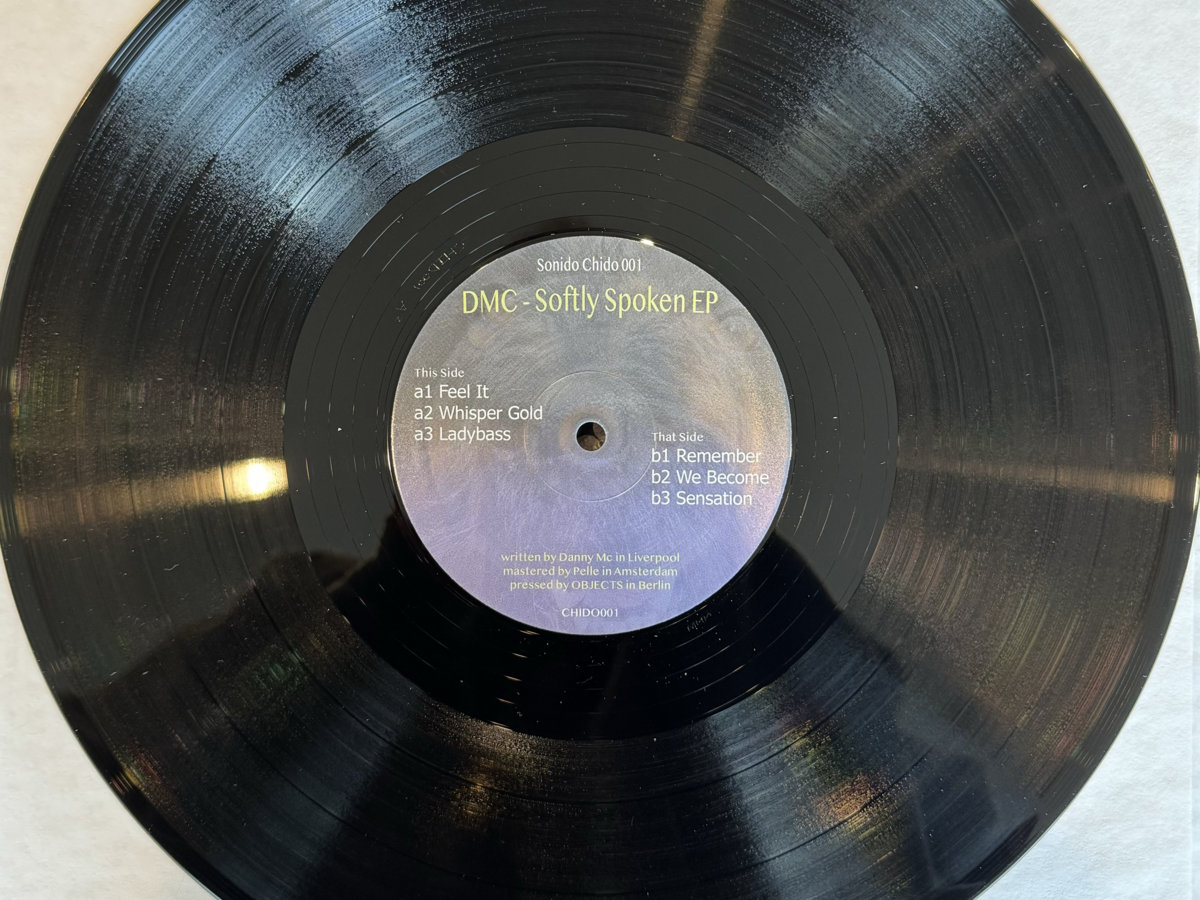 Sonido Chido 001
DMC - Softly Spoken EP
This Side
a1 Feel It
a2 Whisper Gold
a3 Ladybass
That Side
b1 Remember
b2 We Become
b3 Sensation
written by Danny Mc in Liverpool
mastered by Pelle in Amsterdam
pressed by OBJECTS in Berlin
CHIDO001